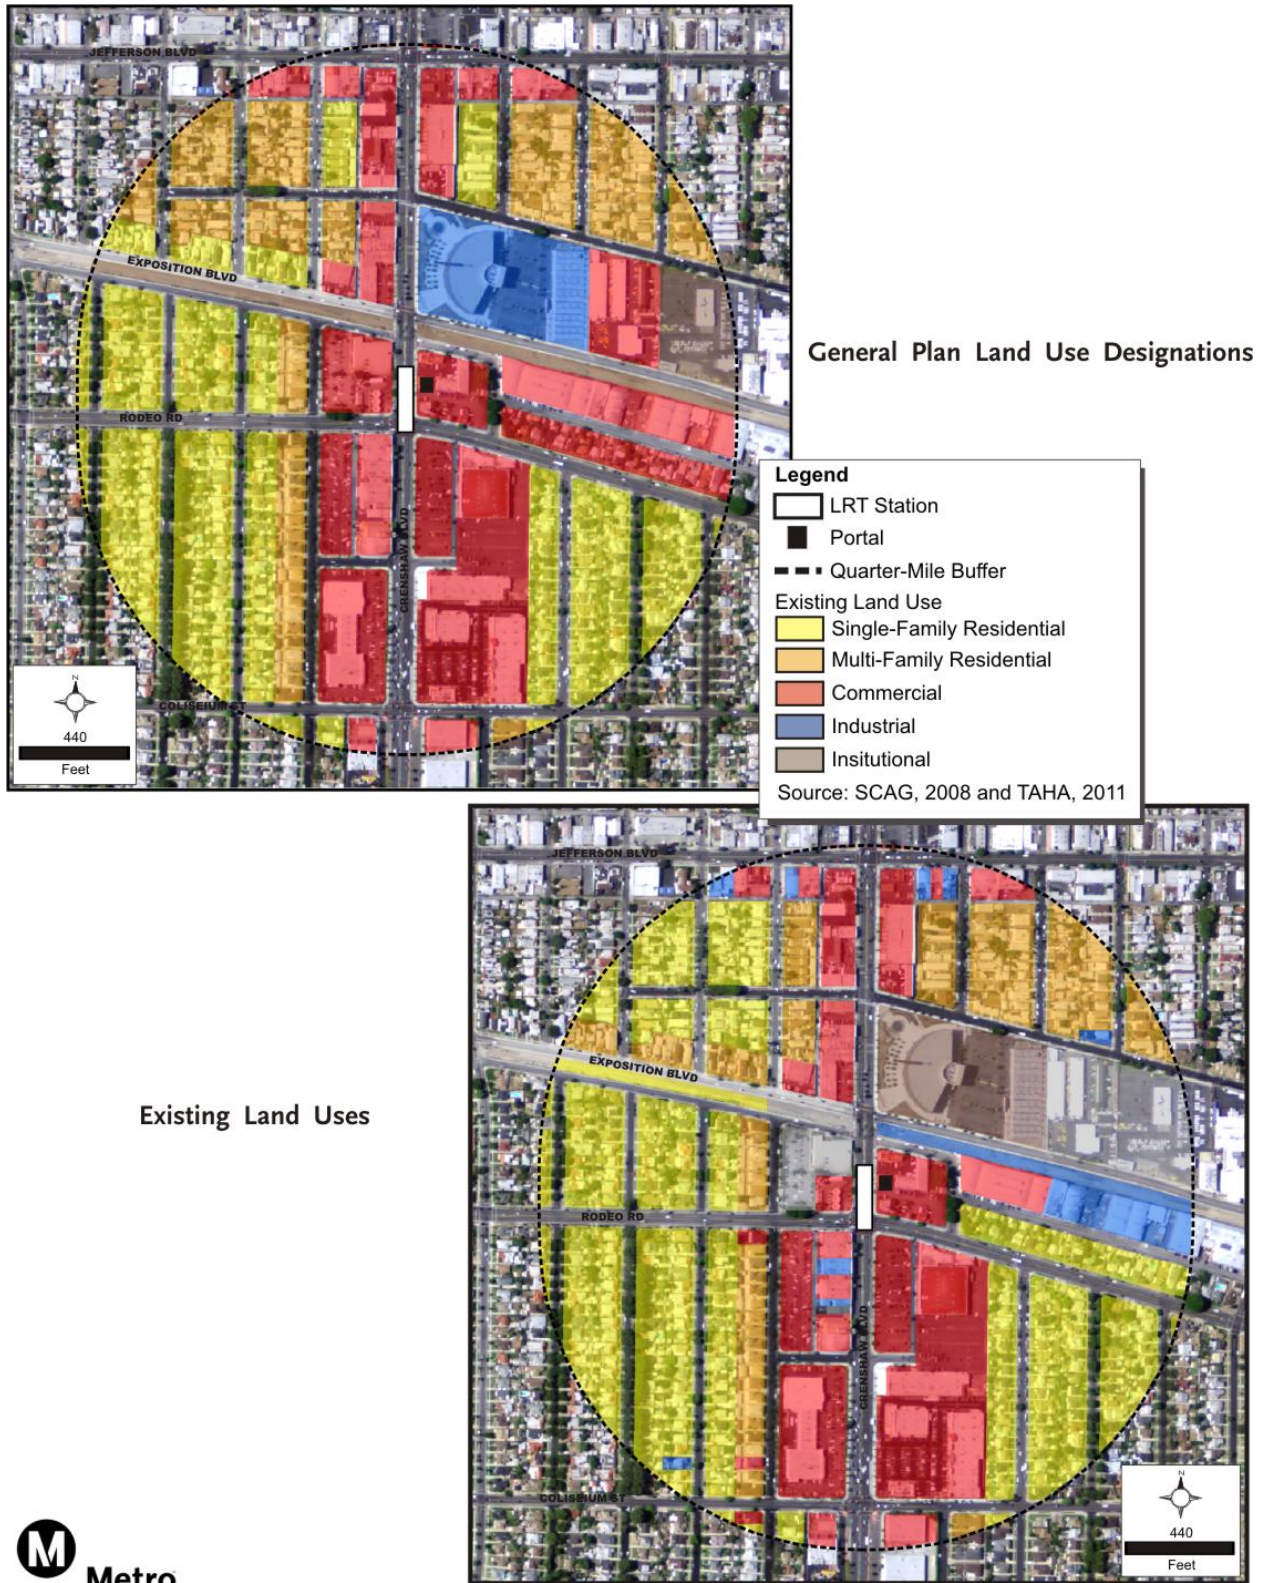 JEFFERSON BLVD
EXPOSITION BLVD
RODEO RD
CRENSHAW BLVD
COLISEIUM ST
N
440
Feet
General Plan Land Use Designations
Legend
LRT Station
Portal
Quarter-Mile Buffer
Existing Land Use
Single-Family Residential
Multi-Family Residential
Commercial
Industrial
Insitutional
Source: SCAG, 2008 and TAHA, 2011
Existing Land Uses
JEFFERSON BLVD
EXPOSITION BLVD
RODEO RD
CRENSHAW BLVD
COLISEIUM ST
N
440
Feet
M
Metro